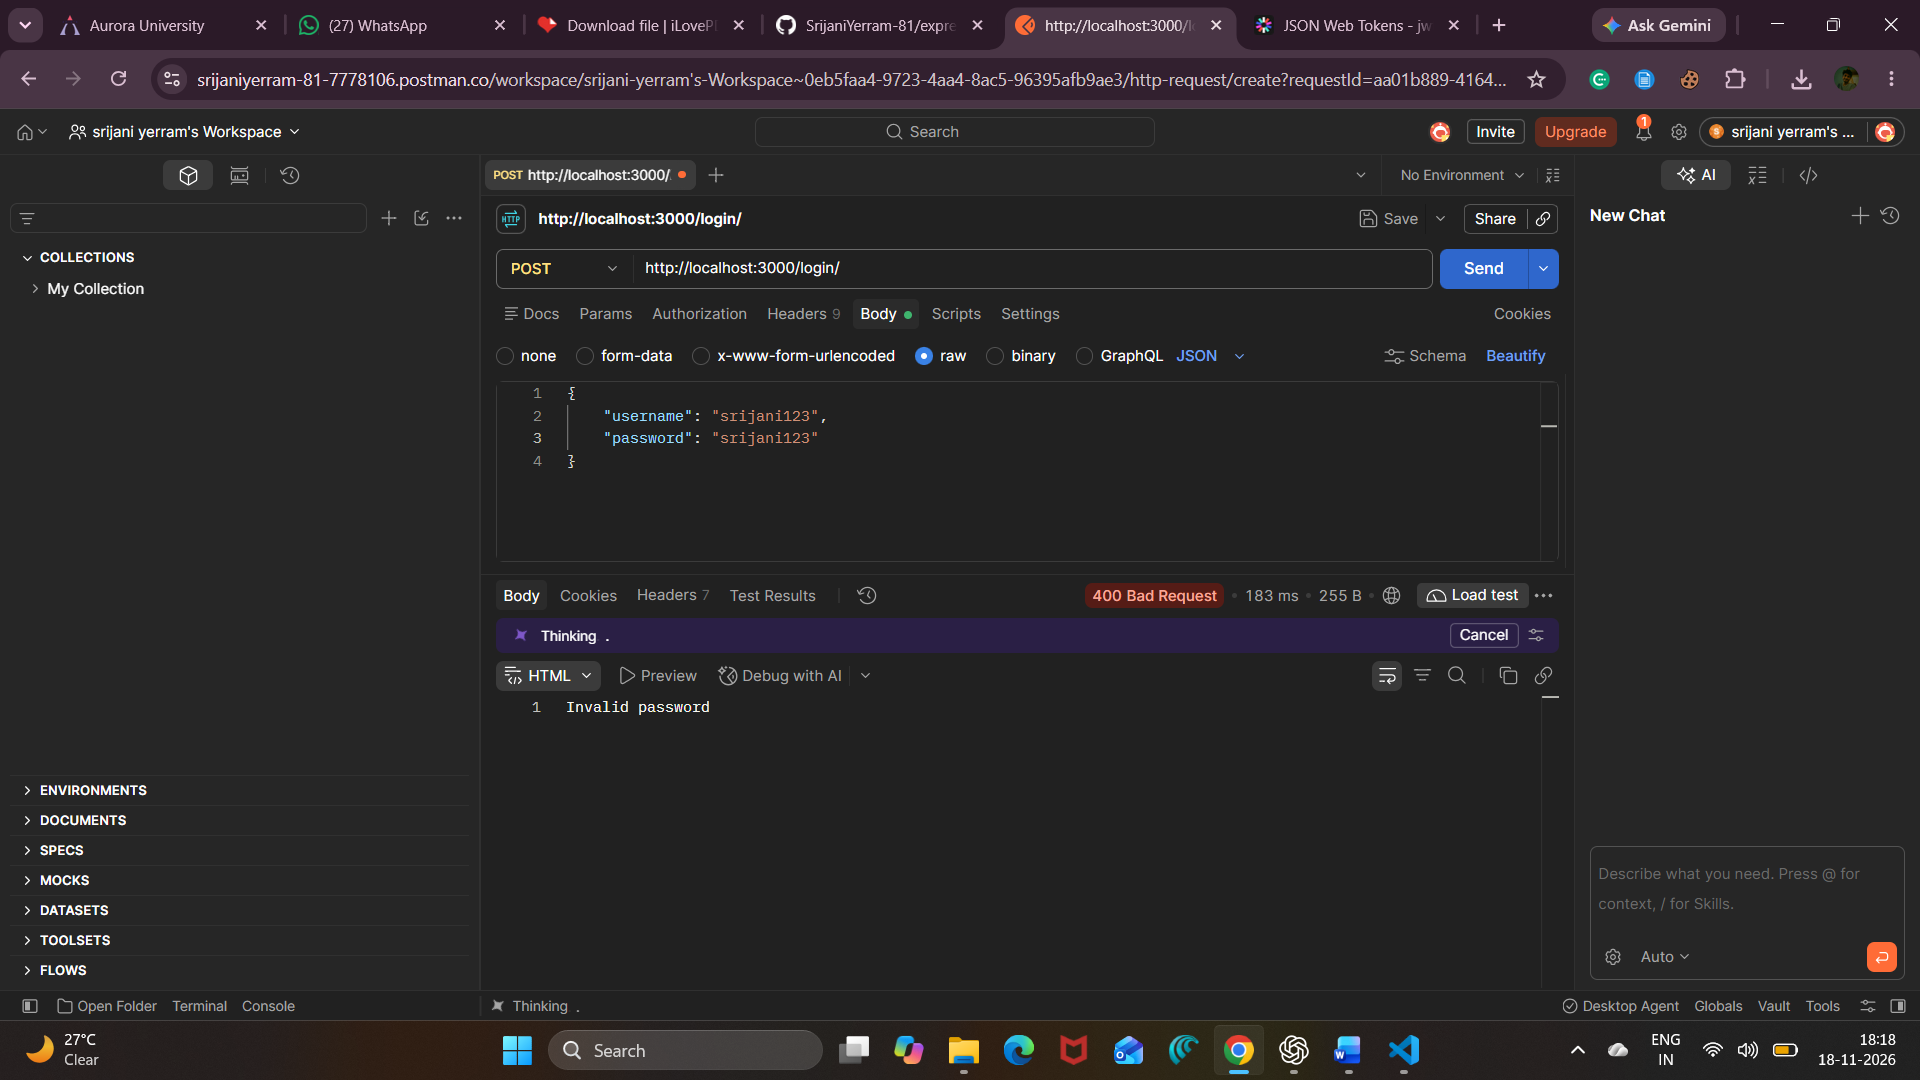 Aurora University
(27) WhatsApp
Download file | iLoveP
SrijaniYerram-81/expre
http://localhost:3000/l
JSON Web Tokens - jw
Ask Gemini
srijaniyerram-81-7778106.postman.co/workspace/srijani-yerram's-Workspace~0eb5faa4-9723-4aa4-8ac5-96395afb9ae3/http-request/create?requestId=aa01b889-4164...
srijani yerram's Workspace
Search
Invite
Upgrade
1
srijani yerram's ...
POST http://localhost:3000/
No Environment
AI
http://localhost:3000/login/
Save
Share
New Chat
COLLECTIONS
My Collection
POST
http://localhost:3000/login/
Send
Docs
Params
Authorization
Headers 9
Body
Scripts
Settings
Cookies
none
form-data
x-www-form-urlencoded
raw
binary
GraphQL
JSON
Schema
Beautify
1 {
2 "username": "srijani123",
3 "password": "srijani123"
4 }
Body
Cookies
Headers 7
Test Results
400 Bad Request
183 ms
255 B
Load test
Thinking .
Cancel
HTML
Preview
Debug with AI
1 Invalid password
ENVIRONMENTS
DOCUMENTS
SPECS
MOCKS
DATASETS
TOOLSETS
FLOWS
Describe what you need. Press @ for
context, / for Skills.
Auto
Open Folder
Terminal
Console
Thinking .
Desktop Agent
Globals
Vault
Tools
27°C
Clear
Search
ENG
IN
18:18
18-11-2026